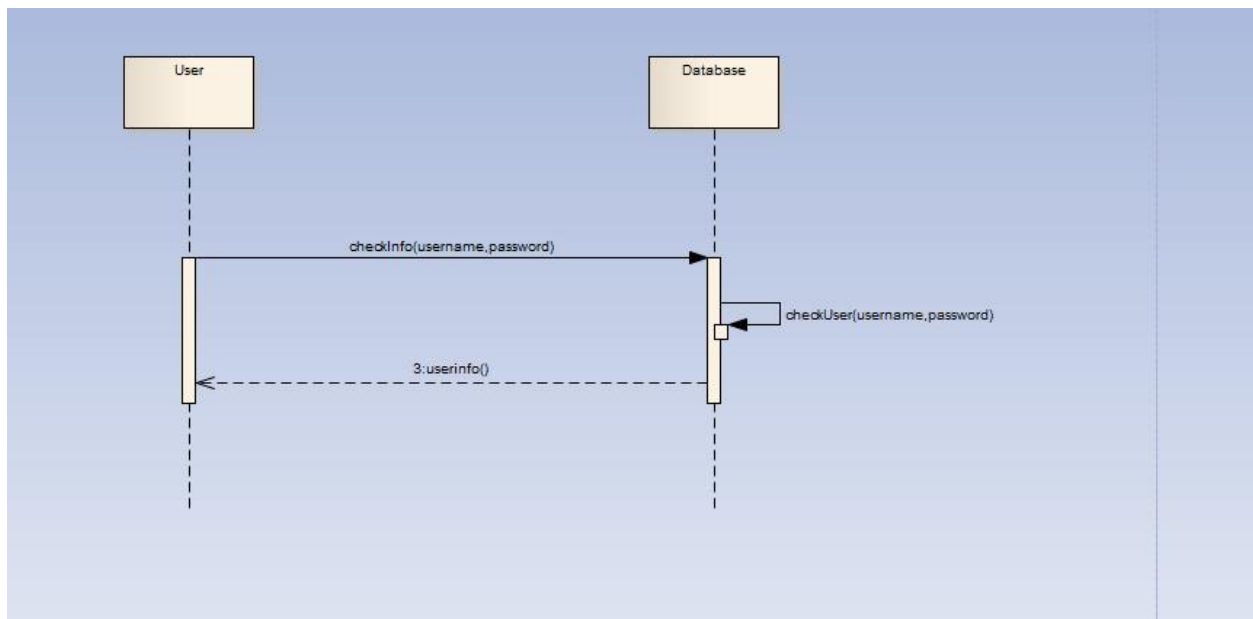 User
Database
checkInfo(username,password)
checkUser(username,password)
3:userinfo()